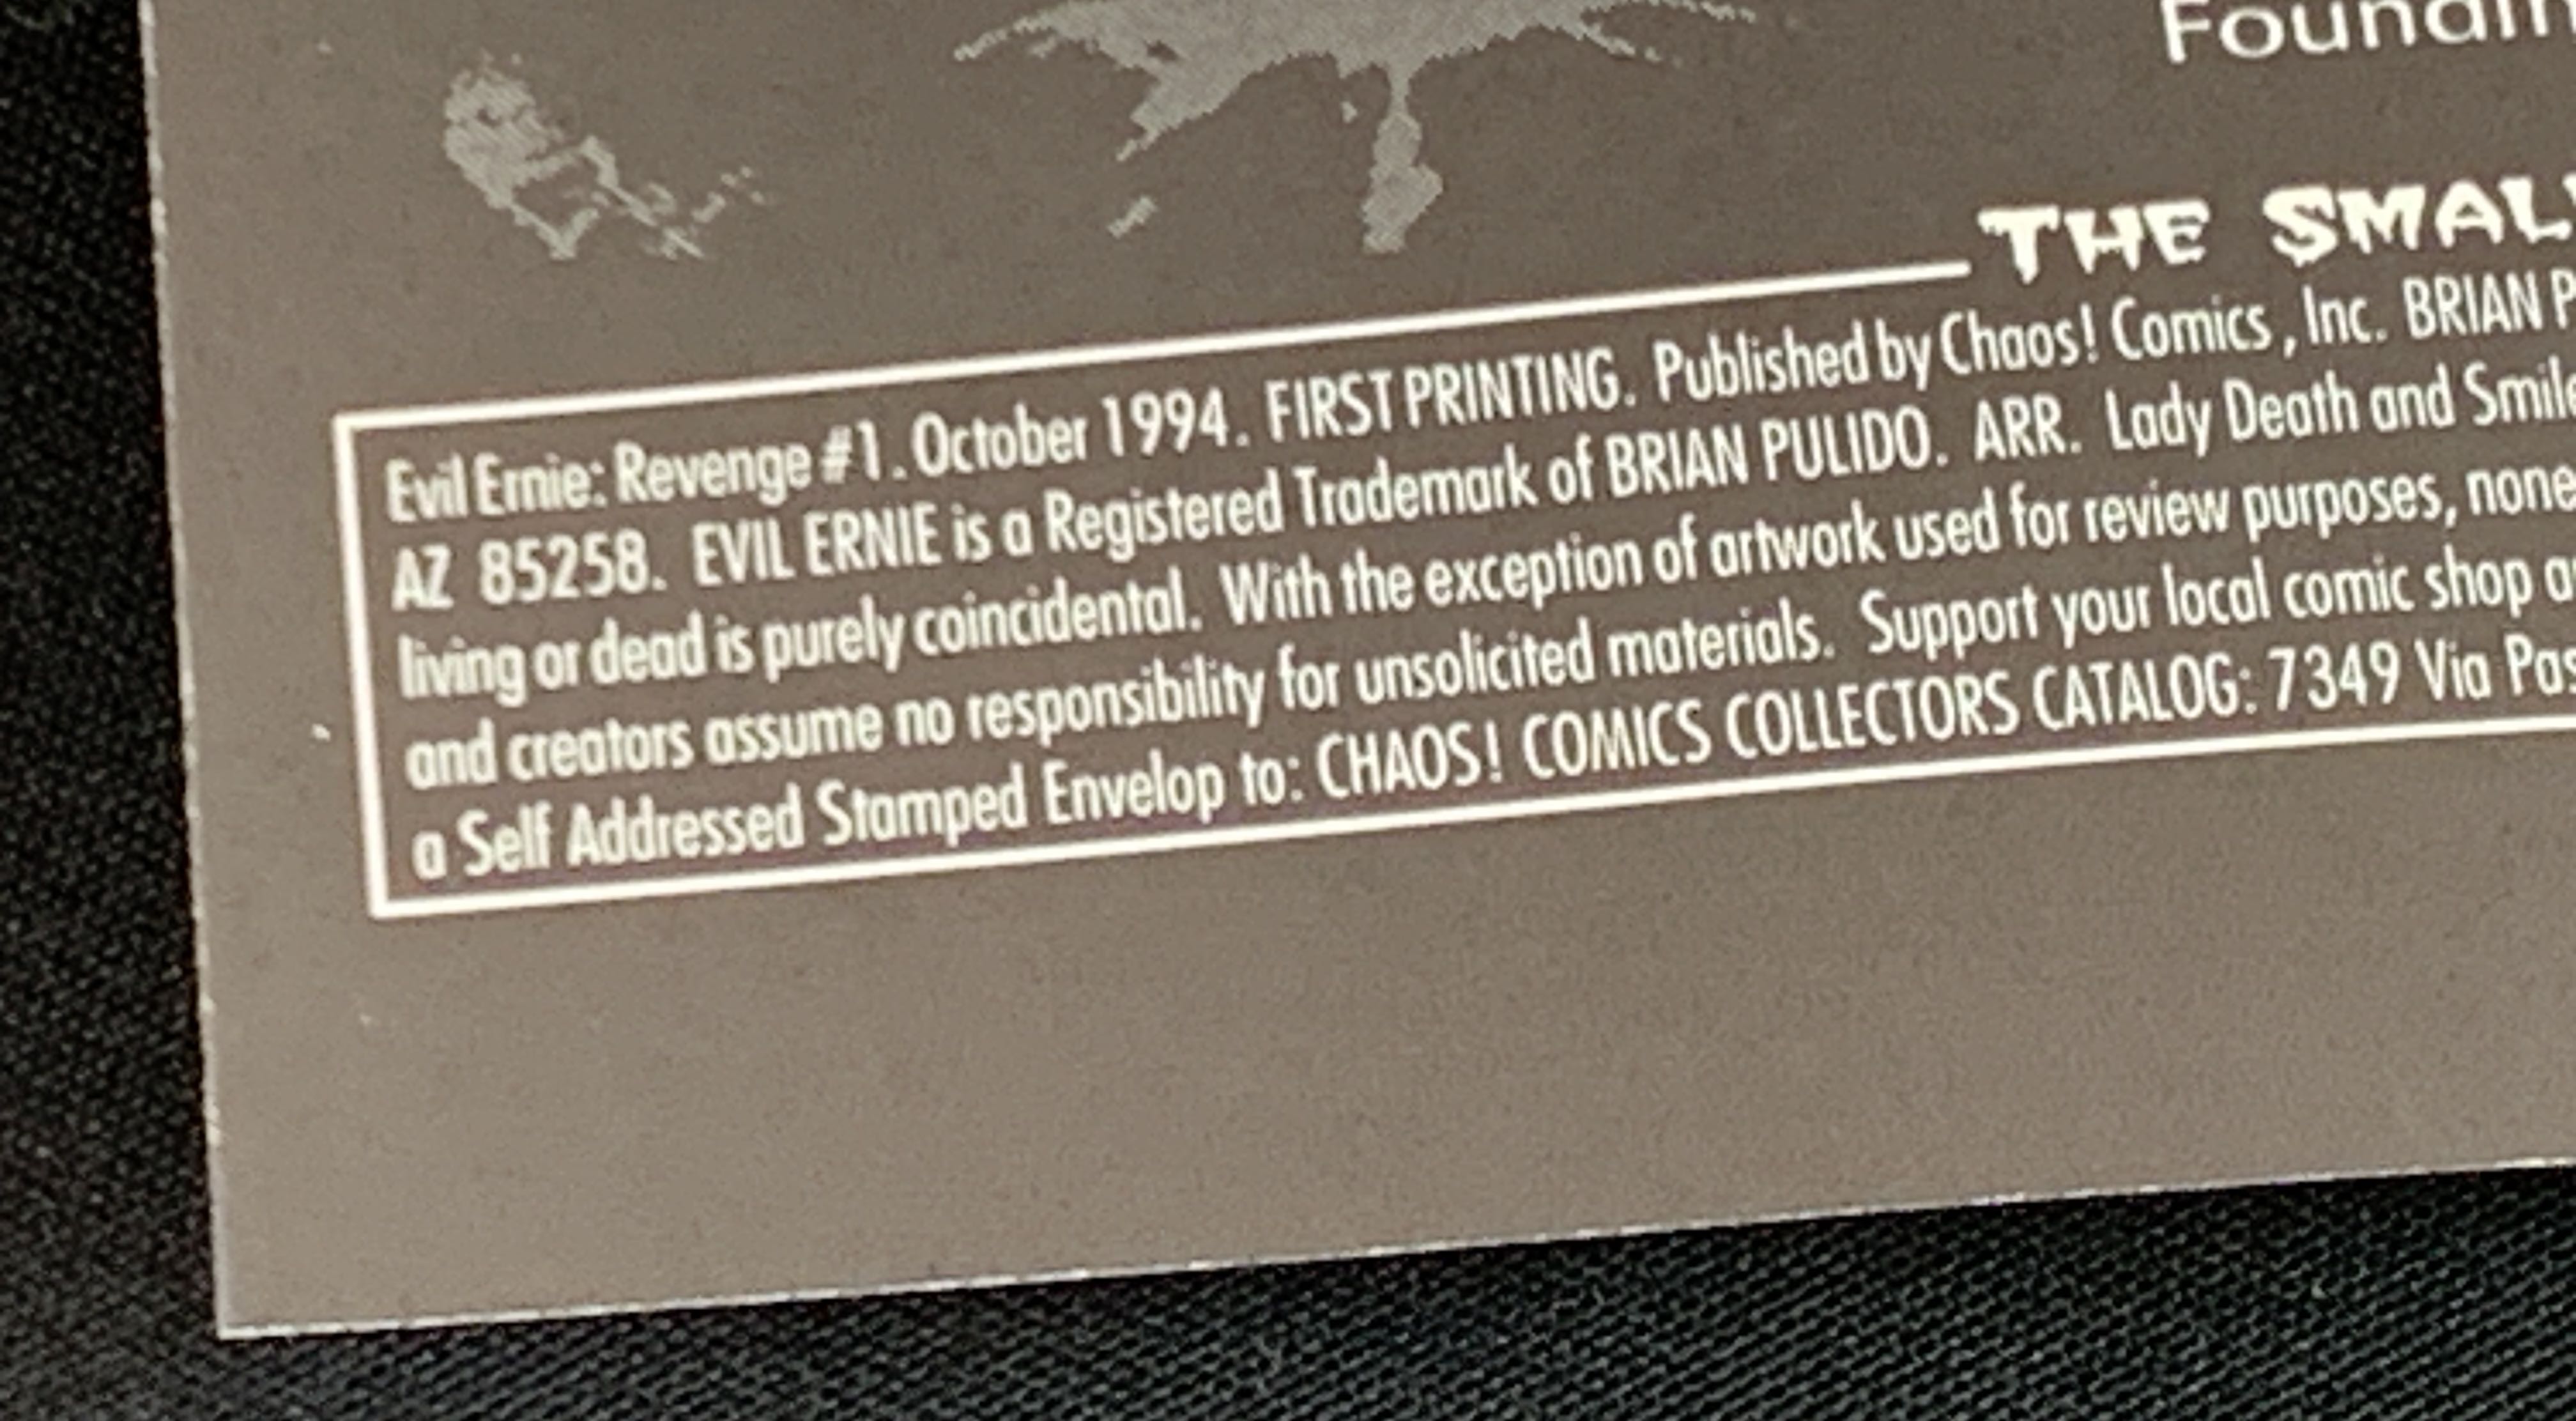 Foundin
THE SMAL
Evil Ernie: Revenge #1. October 1994. FIRST PRINTING. Published by Chaos! Comics, Inc. BRIAN P
AZ 85258. EVIL ERNIE is a Registered Trademark of BRIAN PULIDO. ARR. Lady Death and Smile
living or dead is purely coincidental. With the exception of artwork used for review purposes, none
and creators assume no responsibility for unsolicited materials. Support your local comic shop a
a Self Addressed Stamped Envelop to: CHAOS! COMICS COLLECTORS CATALOG: 7349 Via Pas